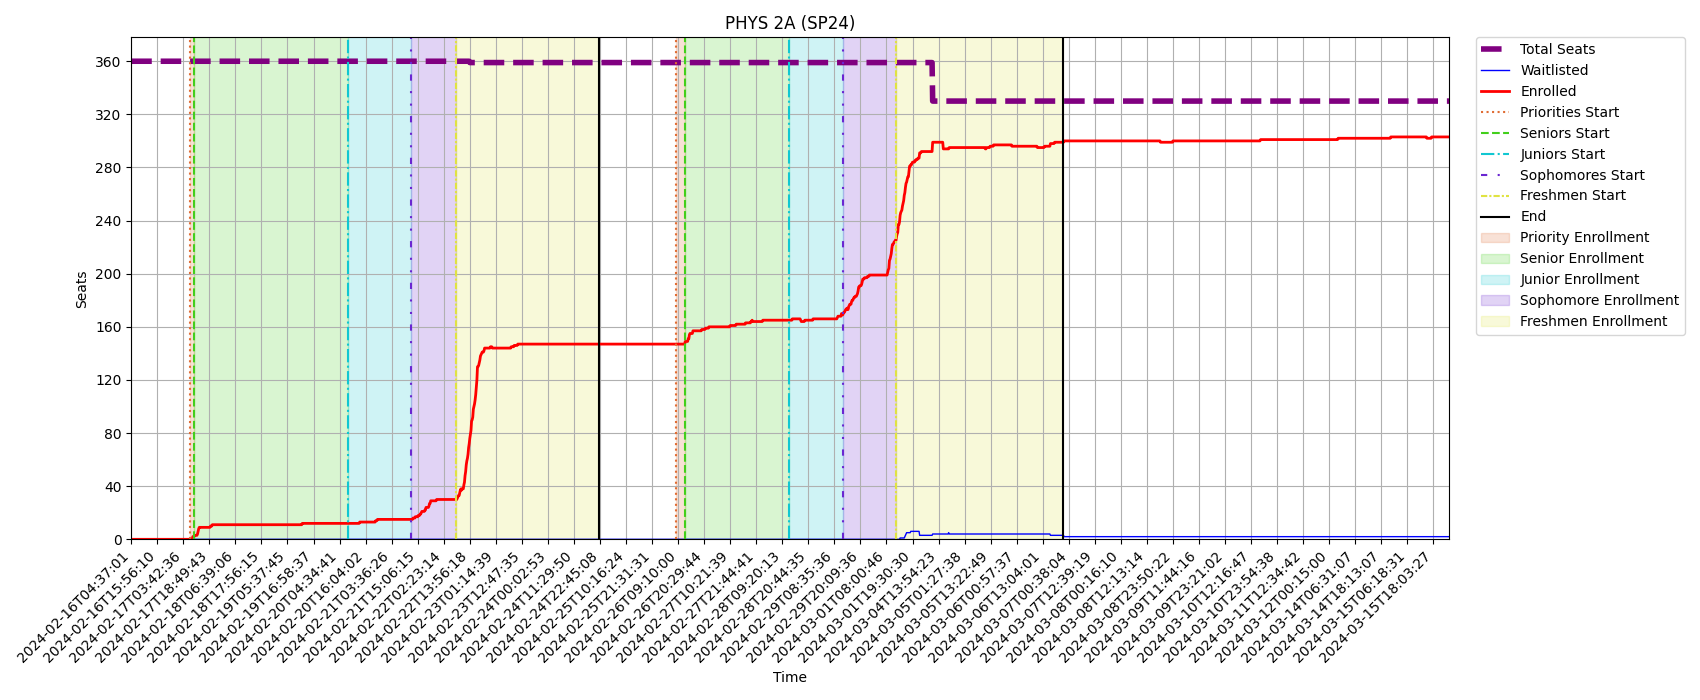 PHYS 2A (SP24)
Total Seats
Waitlisted
Enrolled
Priorities Start
Seniors Start
Juniors Start
Sophomores Start
Freshmen Start
End
Priority Enrollment
Senior Enrollment
Junior Enrollment
Sophomore Enrollment
Freshmen Enrollment
Seats
360
320
280
240
200
160
120
80
40
0
2024-02-16T04:37:01
2024-02-16T15:56:10
2024-02-17T03:42:36
2024-02-17T18:49:43
2024-02-18T06:39:06
2024-02-18T17:56:15
2024-02-19T05:37:45
2024-02-19T16:58:37
2024-02-20T04:34:41
2024-02-20T16:04:02
2024-02-21T03:36:26
2024-02-21T15:06:15
2024-02-22T02:23:14
2024-02-22T13:56:18
2024-02-23T01:14:39
2024-02-23T12:47:35
2024-02-24T00:02:53
2024-02-24T11:29:50
2024-02-24T22:45:08
2024-02-25T10:16:24
2024-02-25T21:31:31
2024-02-26T09:10:00
2024-02-26T20:29:44
2024-02-27T10:21:39
2024-02-27T21:44:41
2024-02-28T09:20:13
2024-02-28T20:44:35
2024-02-29T08:35:36
2024-02-29T20:09:36
2024-03-01T08:00:46
2024-03-01T19:30:30
2024-03-04T13:54:23
2024-03-05T01:27:38
2024-03-05T13:22:49
2024-03-06T00:57:37
2024-03-06T13:04:01
2024-03-07T00:38:04
2024-03-07T12:39:19
2024-03-08T00:16:10
2024-03-08T12:13:14
2024-03-08T23:50:22
2024-03-09T11:44:16
2024-03-09T23:21:02
2024-03-10T12:16:47
2024-03-10T23:54:38
2024-03-11T12:34:42
2024-03-12T00:15:00
2024-03-14T06:31:07
2024-03-14T18:13:07
2024-03-15T06:18:31
2024-03-15T18:03:27
Time